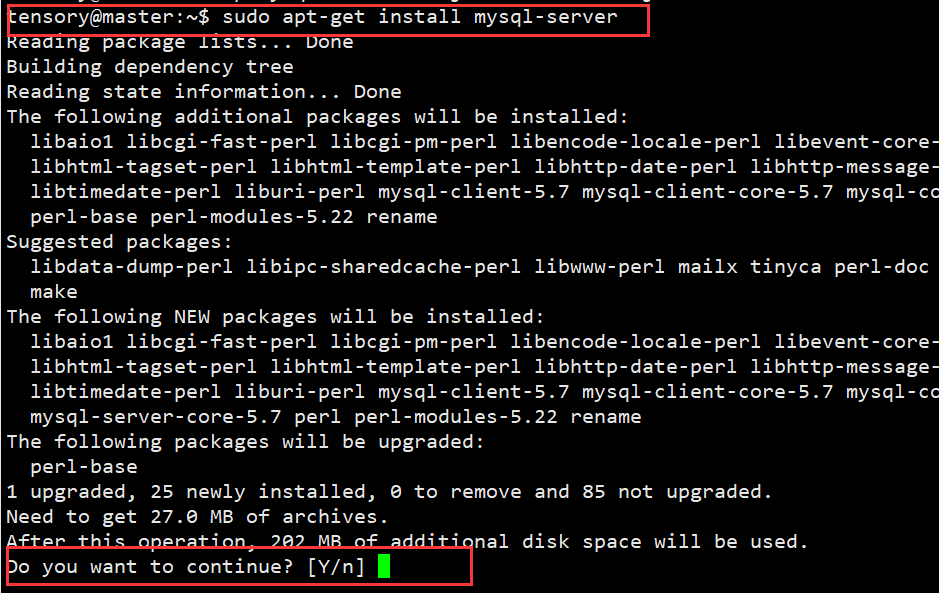 tensory@master:~$ sudo apt-get install mysql-server
Reading package lists... Done
Building dependency tree
Reading state information... Done
The following additional packages will be installed:
libaio1 libcgi-fast-perl libcgi-pm-perl libencode-locale-perl libevent-core-
libhtml-tagset-perl libhtml-template-perl libhttp-date-perl libhttp-message-
libtimedate-perl liburi-perl mysql-client-5.7 mysql-client-core-5.7 mysql-co
perl-base perl-modules-5.22 rename
Suggested packages:
libdata-dump-perl libipc-sharedcache-perl libwww-perl mailx tinyca perl-doc
make
The following NEW packages will be installed:
libaio1 libcgi-fast-perl libcgi-pm-perl libencode-locale-perl libevent-core-
libhtml-tagset-perl libhtml-template-perl libhttp-date-perl libhttp-message-
libtimedate-perl liburi-perl mysql-client-5.7 mysql-client-core-5.7 mysql-co
mysql-server-core-5.7 perl perl-modules-5.22 rename
The following packages will be upgraded:
perl-base
1 upgraded, 25 newly installed, 0 to remove and 85 not upgraded.
Need to get 27.0 MB of archives.
After this operation, 202 MB of additional disk space will be used.
Do you want to continue? [Y/n]